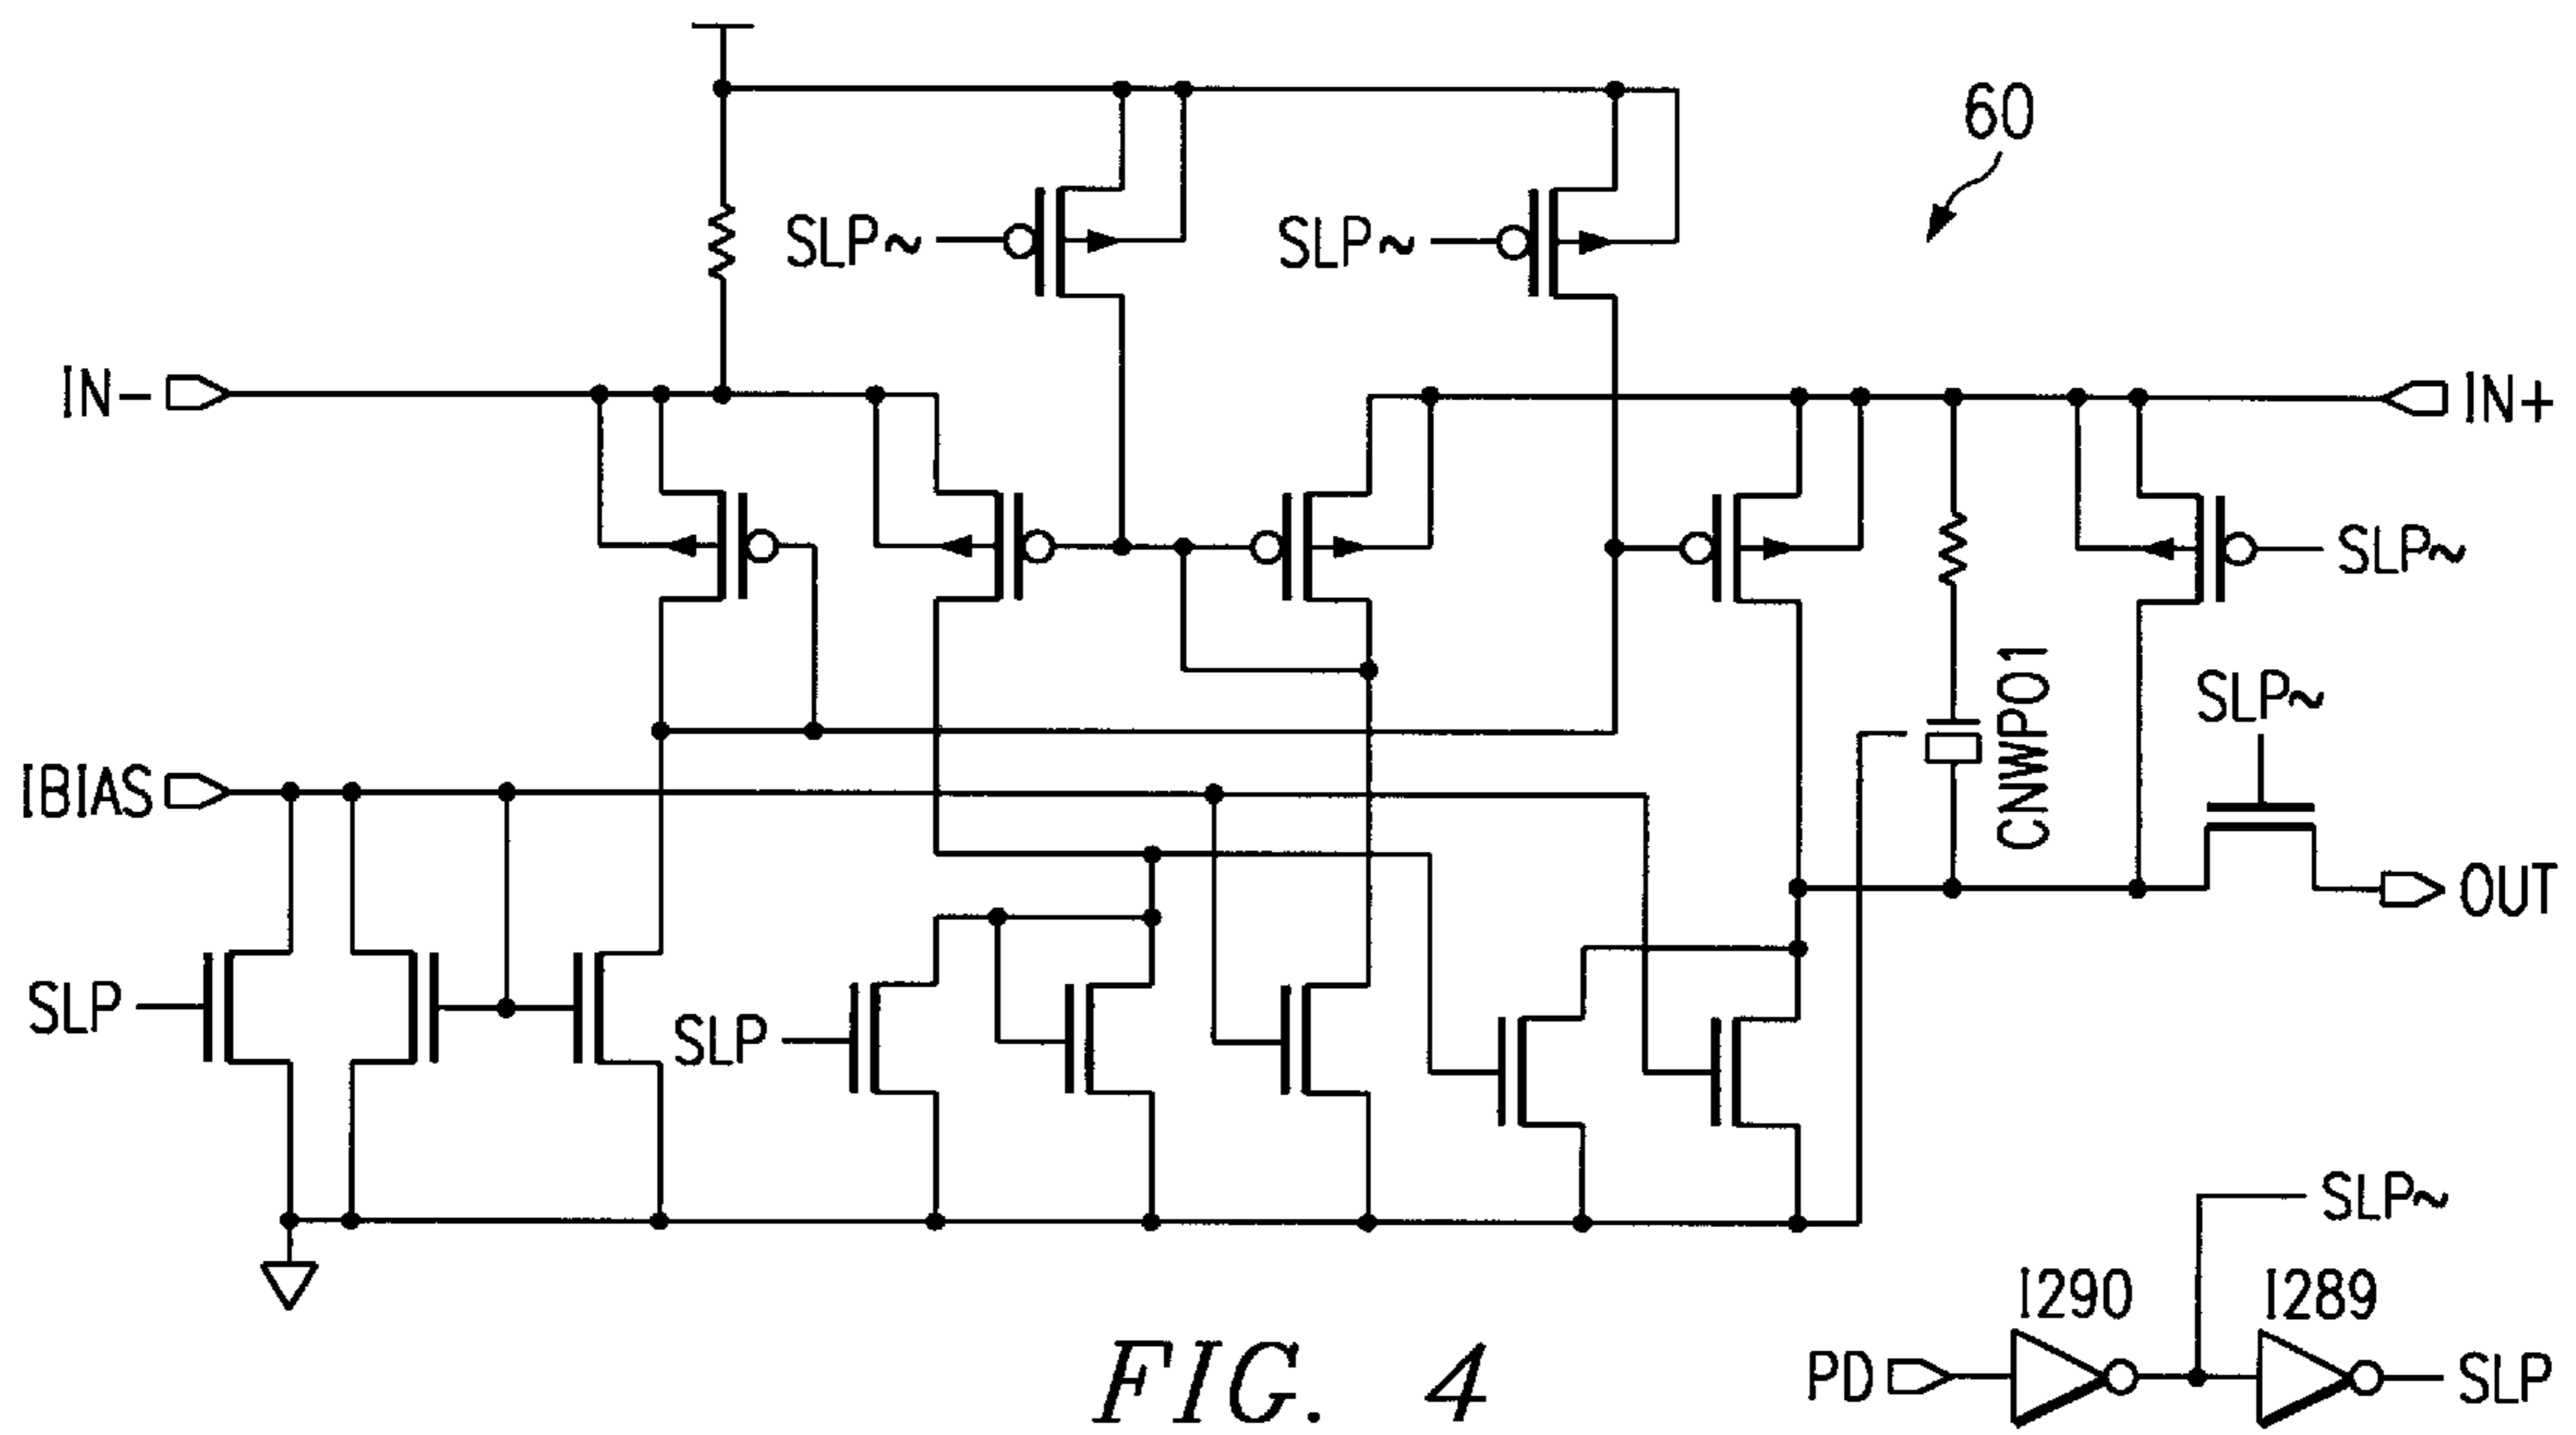 60
SLP~
SLP~
IN-
IN+
SLP~
CNWP01
SLP~
IBIAS
OUT
SLP
SLP
SLP~
I290
I289
PD
SLP
FIG. 4